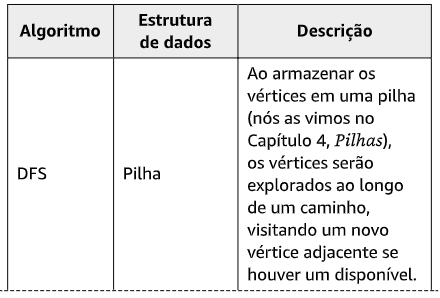 Algoritmo
Estrutura
de dados
Descrição
DFS
Pilha
Ao armazenar os
vértices em uma pilha
(nós as vimos no
Capítulo 4, Pilhas),
os vértices serão
explorados ao longo
de um caminho,
visitando um novo
vértice adjacente se
houver um disponível.